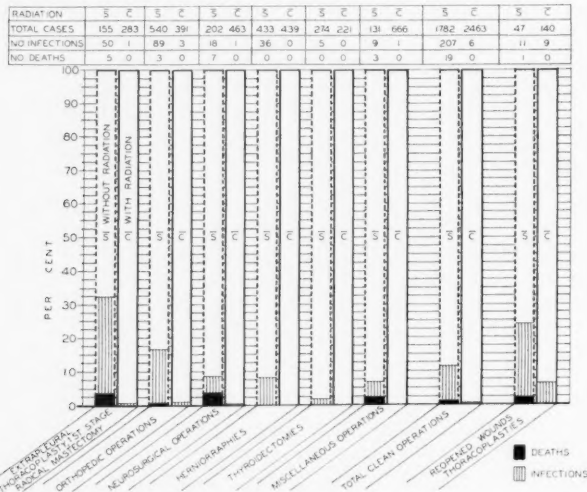 RADIATION S̄ C̄ S̄ C̄ S̄ C̄ S̄ C̄ S̄ C̄ S̄ C̄ S̄ C̄ S̄ C̄
TOTAL CASES 155 283 540 391 202 463 433 439 274 221 131 666 1782 2463 47 140
NO INFECTIONS 50 1 89 3 18 1 36 0 5 0 9 1 207 6 11 9
NO DEATHS 5 0 3 0 7 0 0 0 0 0 3 0 19 0 1 0
100
90
80
70
60
50
40
30
20
10
0
PER CENT
S̄ WITHOUT RADIATION
C̄ WITH RADIATION
S̄ C̄ S̄ C̄ S̄ C̄ S̄ C̄ S̄ C̄ S̄ C̄ S̄ C̄
EXTRAPLEURAL
THORACOPLASTY, 1ST STAGE
RADICAL MASTECTOMY
ORTHOPEDIC OPERATIONS
NEUROSURGICAL OPERATIONS
HERNIORRAPHIES
THYROIDECTOMIES
MISCELLANEOUS OPERATIONS
TOTAL CLEAN OPERATIONS
REOPENED WOUNDS
THORACOPLASTIES
DEATHS
INFECTIONS